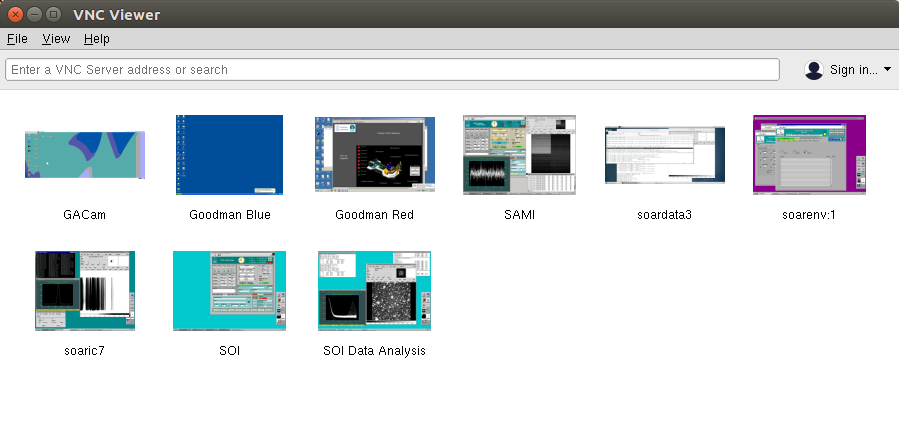 VNC Viewer
File View Help
Enter a VNC Server address or search
Sign in...
GACam Goodman Blue Goodman Red SAMI soardata3 soarenv:1
soaric7 SOI SOI Data Analysis